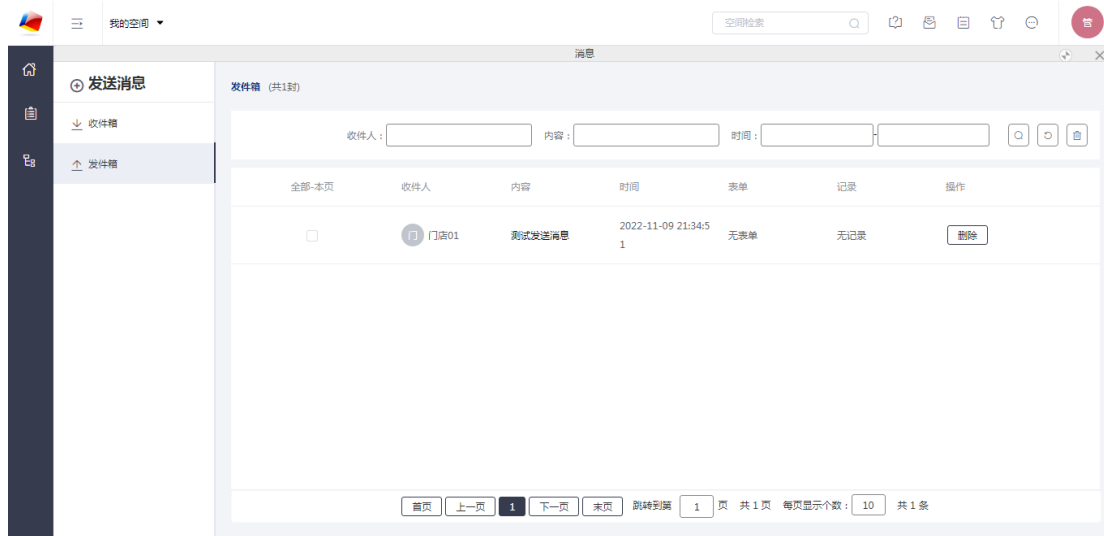 我的空间
空间检索
管
消息
发送消息
收件箱
发件箱
发件箱 (共1封)
收件人： 内容： 时间： -
全部-本页 收件人 内容 时间 表单 记录 操作
门 门店01 测试发送消息 2022-11-09 21:34:5
1 无表单 无记录 删除
首页 上一页 1 下一页 末页 跳转到第 1 页 共 1 页 每页显示个数： 10 共 1 条